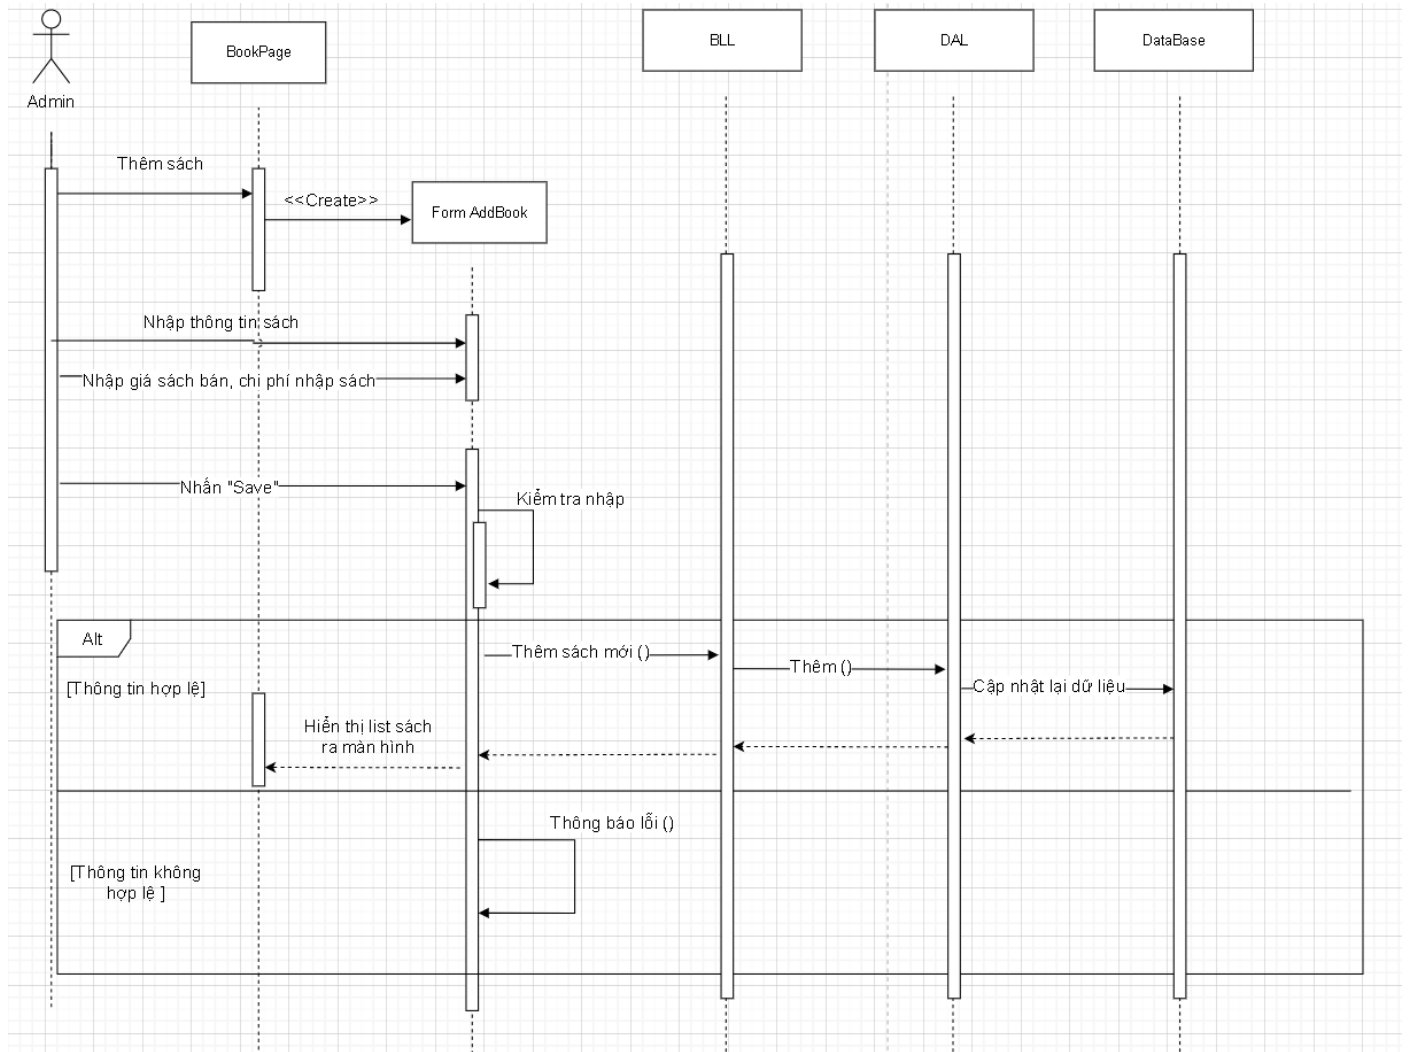 Admin
BookPage
BLL
DAL
DataBase
Thêm sách
<<Create>>
Form AddBook
Nhập thông tin sách
Nhập giá sách bán, chi phí nhập sách
Nhấn "Save"
Kiểm tra nhập
Alt
Thêm sách mới ()
Thêm ()
Cập nhật lại dữ liệu
[Thông tin hợp lệ]
Hiển thị list sách
ra màn hình
Thông báo lỗi ()
[Thông tin không
hợp lệ ]